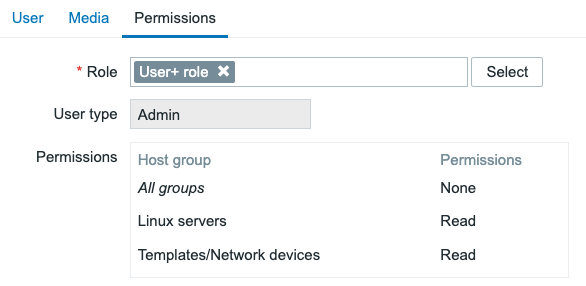 User Media Permissions
* Role User+ role ✖ Select
User type Admin
Permissions Host group Permissions
All groups None
Linux servers Read
Templates/Network devices Read